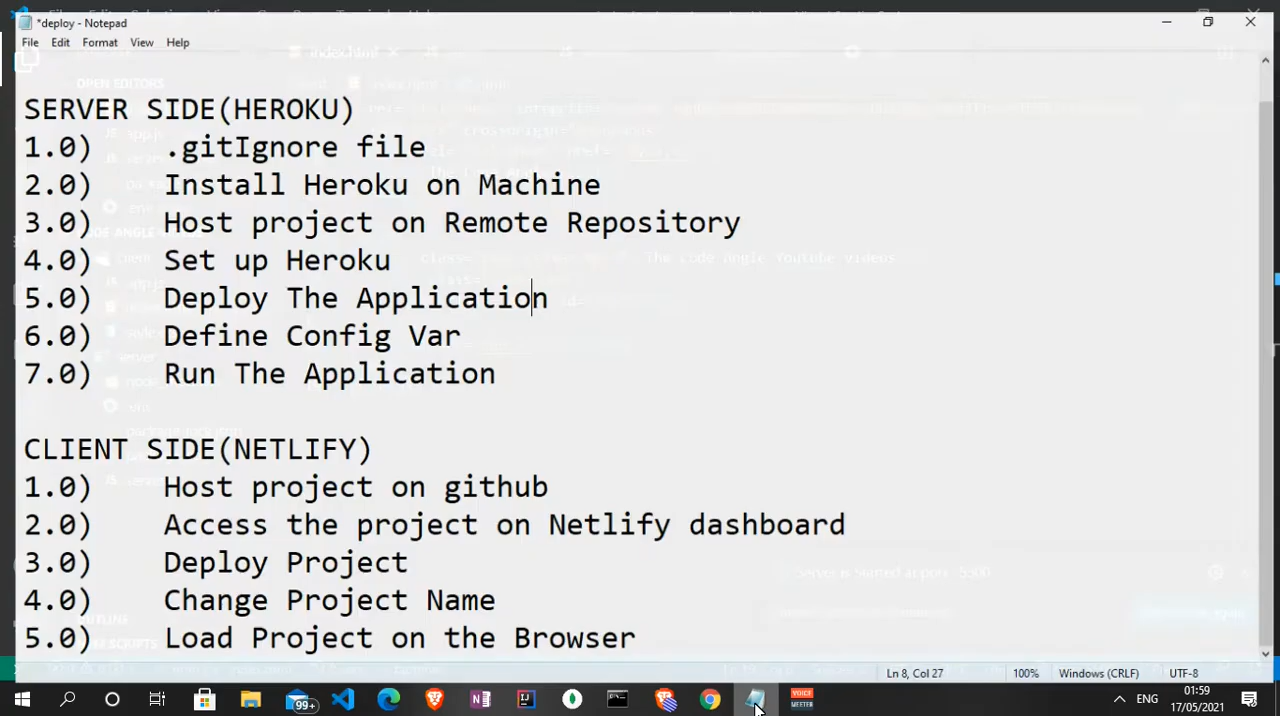 *deploy - Notepad
File Edit Format View Help
OPEN EDITORS
SERVER SIDE(HEROKU)
1.0) .gitIgnore file
2.0) Install Heroku on Machine
3.0) Host project on Remote Repository
4.0) Set up Heroku
5.0) Deploy The Application
6.0) Define Config Var
7.0) Run The Application
CLIENT SIDE(NETLIFY)
1.0) Host project on github
2.0) Access the project on Netlify dashboard
3.0) Deploy Project
4.0) Change Project Name
5.0) Load Project on the Browser
Ln 8, Col 27 100% Windows (CRLF) UTF-8
99+
VOICE
MEETER
ENG
01:59
17/05/2021